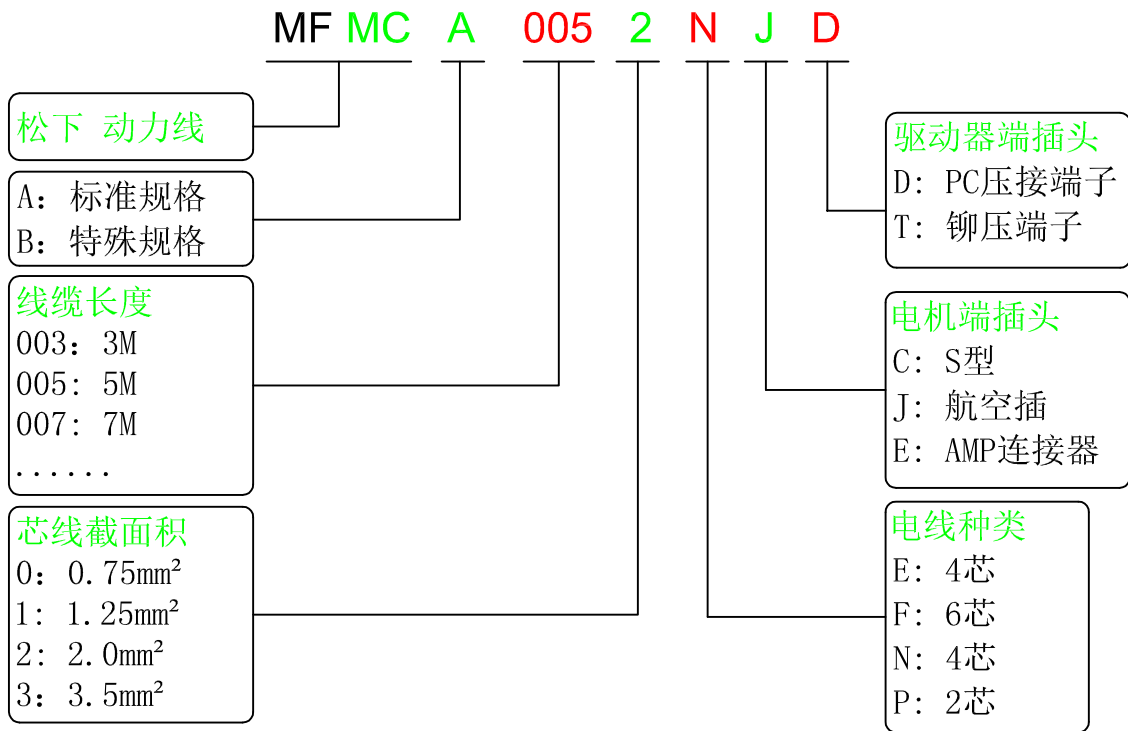 MF MC A 005 2 N J D
松下 动力线
A: 标准规格
B: 特殊规格
线缆长度
003: 3M
005: 5M
007: 7M
......
芯线截面积
0: 0.75mm²
1: 1.25mm²
2: 2.0mm²
3: 3.5mm²
驱动器端插头
D: PC压接端子
T: 铆压端子
电机端插头
C: S型
J: 航空插
E: AMP连接器
电线种类
E: 4芯
F: 6芯
N: 4芯
P: 2芯